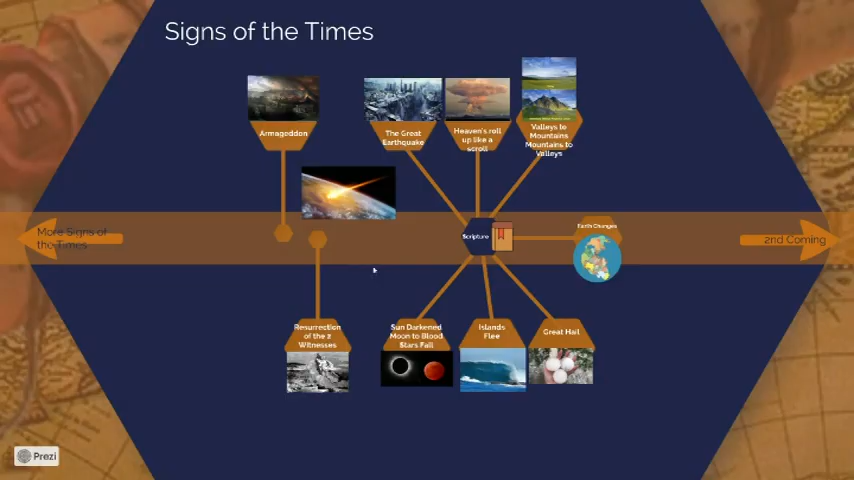 Signs of the Times
Armageddon
The Great
Earthquake
Heaven's roll
up like a
scroll
Valleys to
Mountains
Mountains to
Valleys
More Signs of
the Times
Scripture
Earth Changes
2nd Coming
Resurrection
of the 2
Witnesses
Sun Darkened
Moon to Blood
Stars Fall
Islands
Flee
Great Hail
Prezi